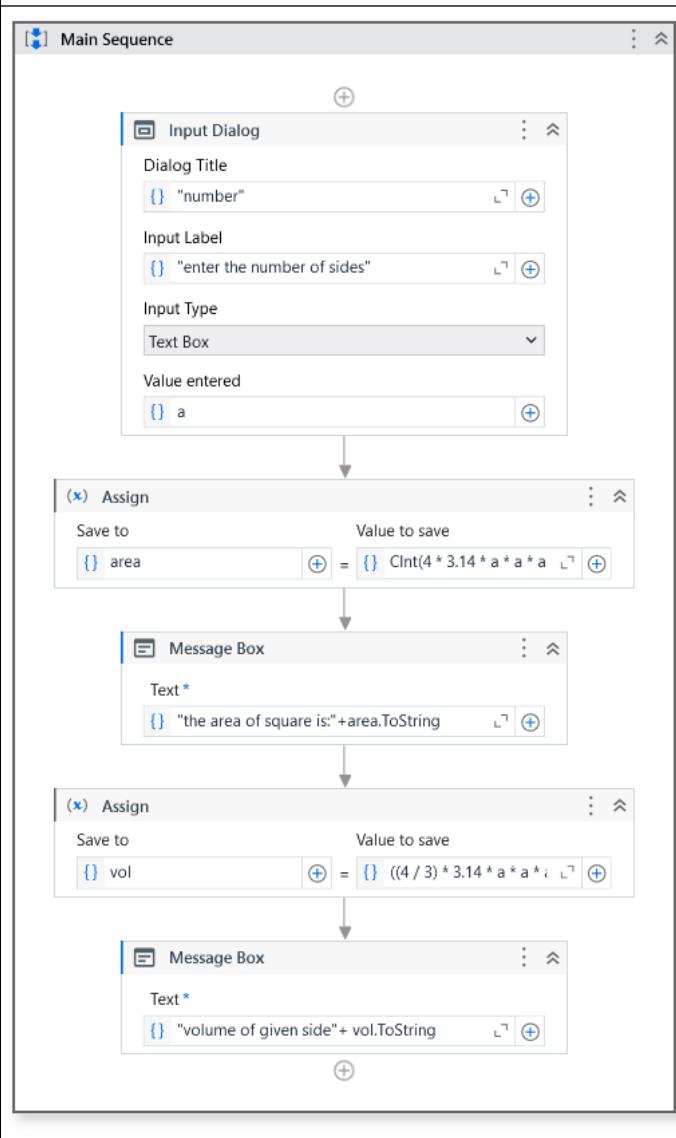 Main Sequence
Input Dialog
Dialog Title
"number"
Input Label
"enter the number of sides"
Input Type
Text Box
Value entered
a
(x) Assign
Save to Value to save
area = CInt(4 * 3.14 * a * a * a
Message Box
Text *
"the area of square is:"+area.ToString
(x) Assign
Save to Value to save
vol = ((4 / 3) * 3.14 * a * a *
Message Box
Text *
"volume of given side"+ vol.ToString